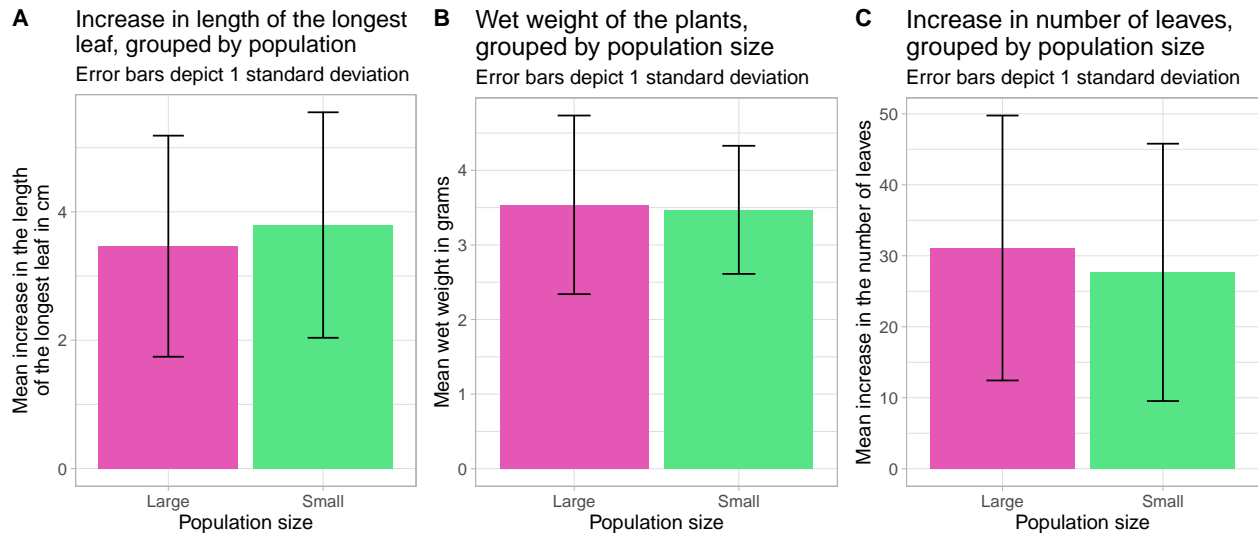 A
Increase in length of the longest
leaf, grouped by population
Error bars depict 1 standard deviation
Mean increase in the length
of the longest leaf in cm
4
2
0
Large
Small
Population size
B
Wet weight of the plants,
grouped by population size
Error bars depict 1 standard deviation
Mean wet weight in grams
4
3
2
1
0
Large
Small
Population size
C
Increase in number of leaves,
grouped by population size
Error bars depict 1 standard deviation
Mean increase in the number of leaves
50
40
30
20
10
0
Large
Small
Population size